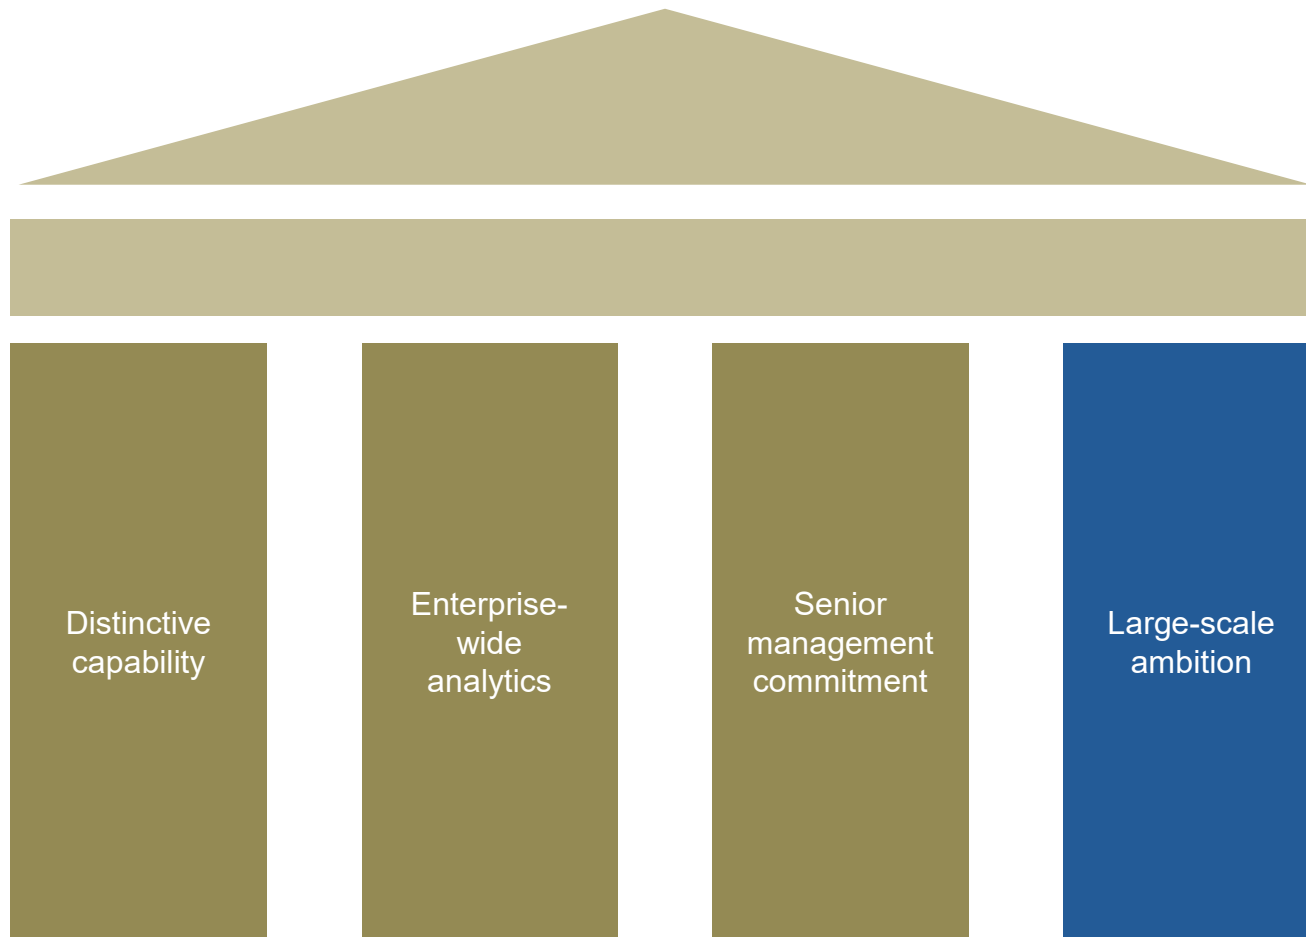 Distinctive
capability
Enterprise-
wide
analytics
Senior
management
commitment
Large-scale
ambition